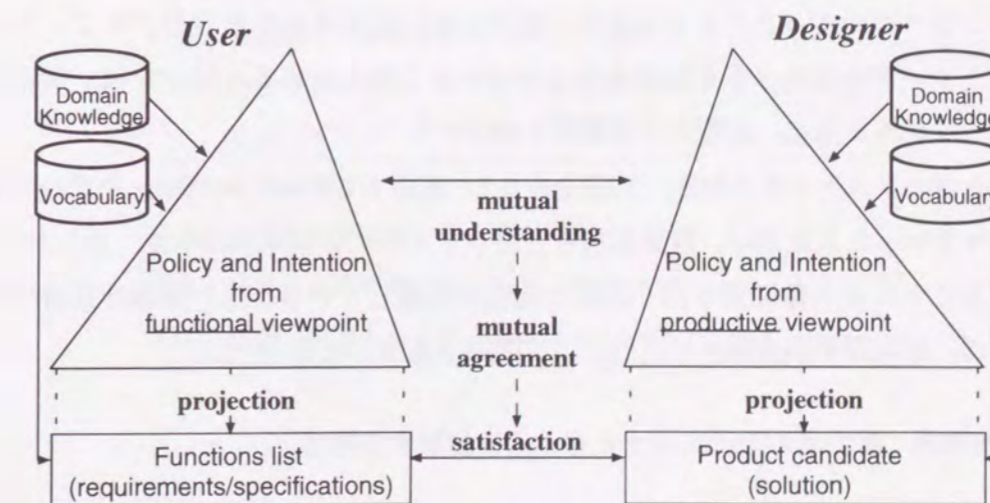 User
Designer
Domain
Knowledge
Vocabulary
Domain
Knowledge
Vocabulary
mutual
understanding
mutual
agreement
satisfaction
Policy and Intention
from
functional viewpoint
Policy and Intention
from
productive viewpoint
projection
projection
Functions list
(requirements/specifications)
Product candidate
(solution)